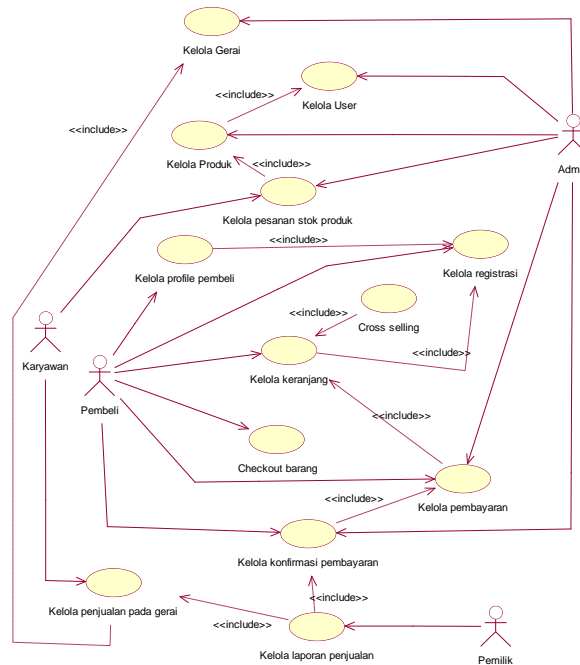 Kelola Gerai
<<include>>
<<include>>
Kelola User
Kelola Produk
<<include>>
Adm
Kelola pesanan stok produk
<<include>>
Kelola profile pembeli
Kelola registrasi
<<include>>
Cross selling
<<include>>
Karyawan
Kelola keranjang
Pembeli
<<include>>
Checkout barang
<<include>>
Kelola pembayaran
Kelola konfirmasi pembayaran
<<include>>
Kelola penjualan pada gerai
<<include>>
Kelola laporan penjualan
Pemilik